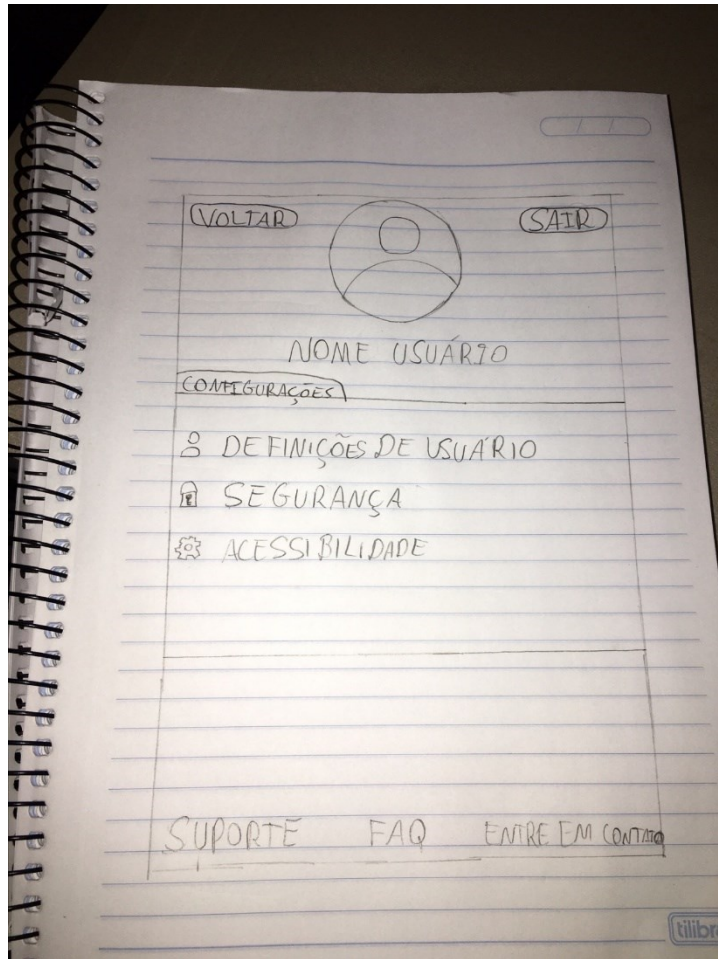 VOLTAR SAIR
NOME USUÁRIO
CONFIGURAÇÕES
DEFINIÇÕES DE USUÁRIO
SEGURANÇA
ACESSIBILIDADE
SUPORTE FAQ ENTRE EM CONTATO